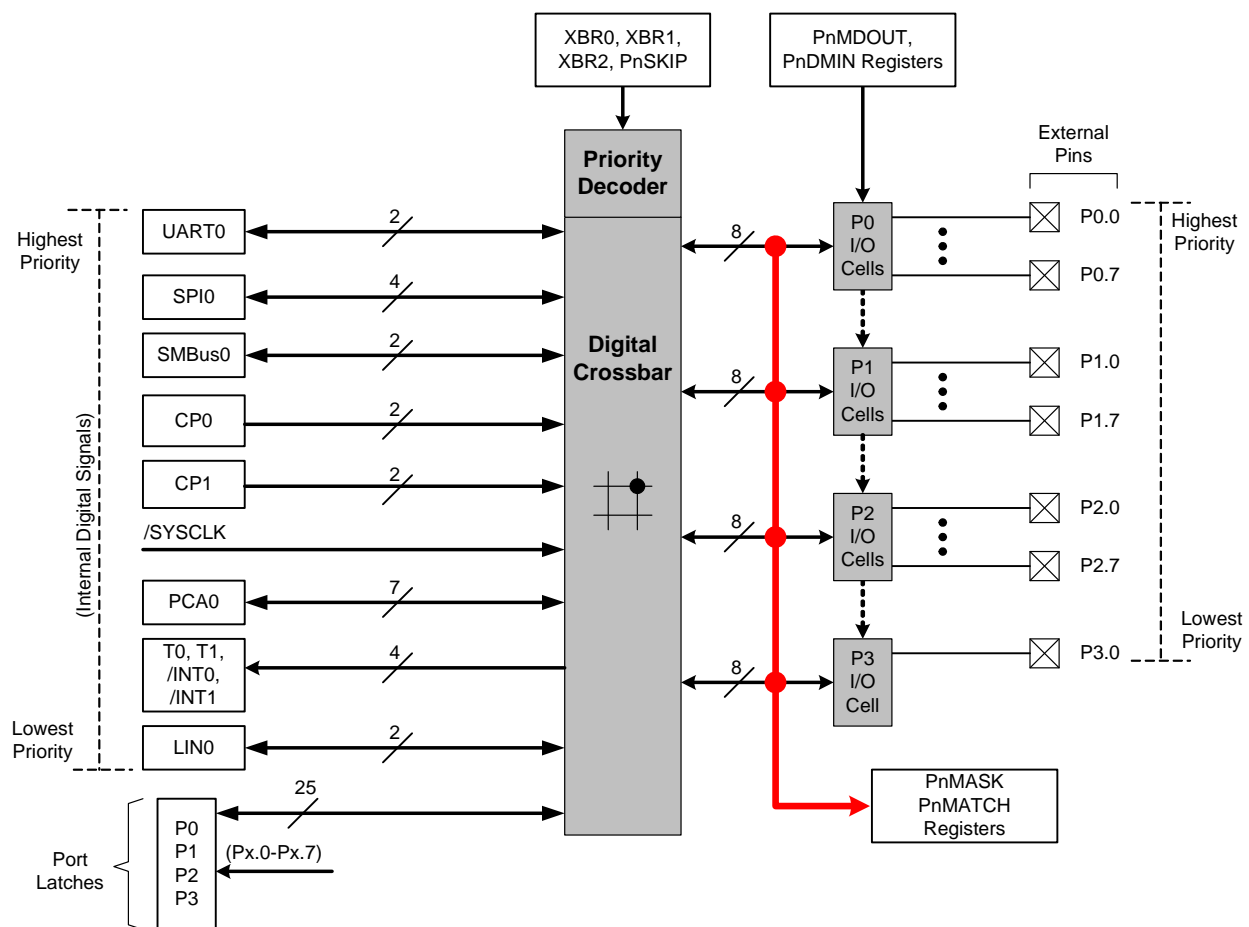 XBR0, XBR1,
XBR2, PnSKIP
PnMDOUT,
PnDMIN Registers
External
Pins
Priority
Decoder
Digital
Crossbar
Highest
Priority
(Internal Digital Signals)
Lowest
Priority
UART0
2
SPI0
4
SMBus0
2
CP0
2
CP1
2
/SYSCLK
PCA0
7
T0, T1,
/INT0,
/INT1
4
LIN0
2
Port
Latches
P0
P1
P2
P3
25
(Px.0-Px.7)
8
P0
I/O
Cells
P0.0
P0.7
8
P1
I/O
Cells
P1.0
P1.7
8
P2
I/O
Cells
P2.0
P2.7
8
P3
I/O
Cell
P3.0
Highest
Priority
Lowest
Priority
PnMASK
PnMATCH
Registers